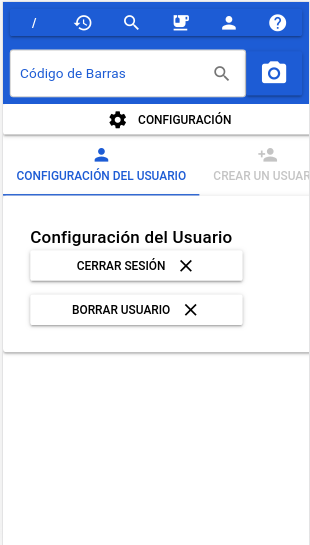 /
Código de Barras
CONFIGURACIÓN
CONFIGURACIÓN DEL USUARIO
CREAR UN USUAR
Configuración del Usuario
CERRAR SESIÓN
BORRAR USUARIO